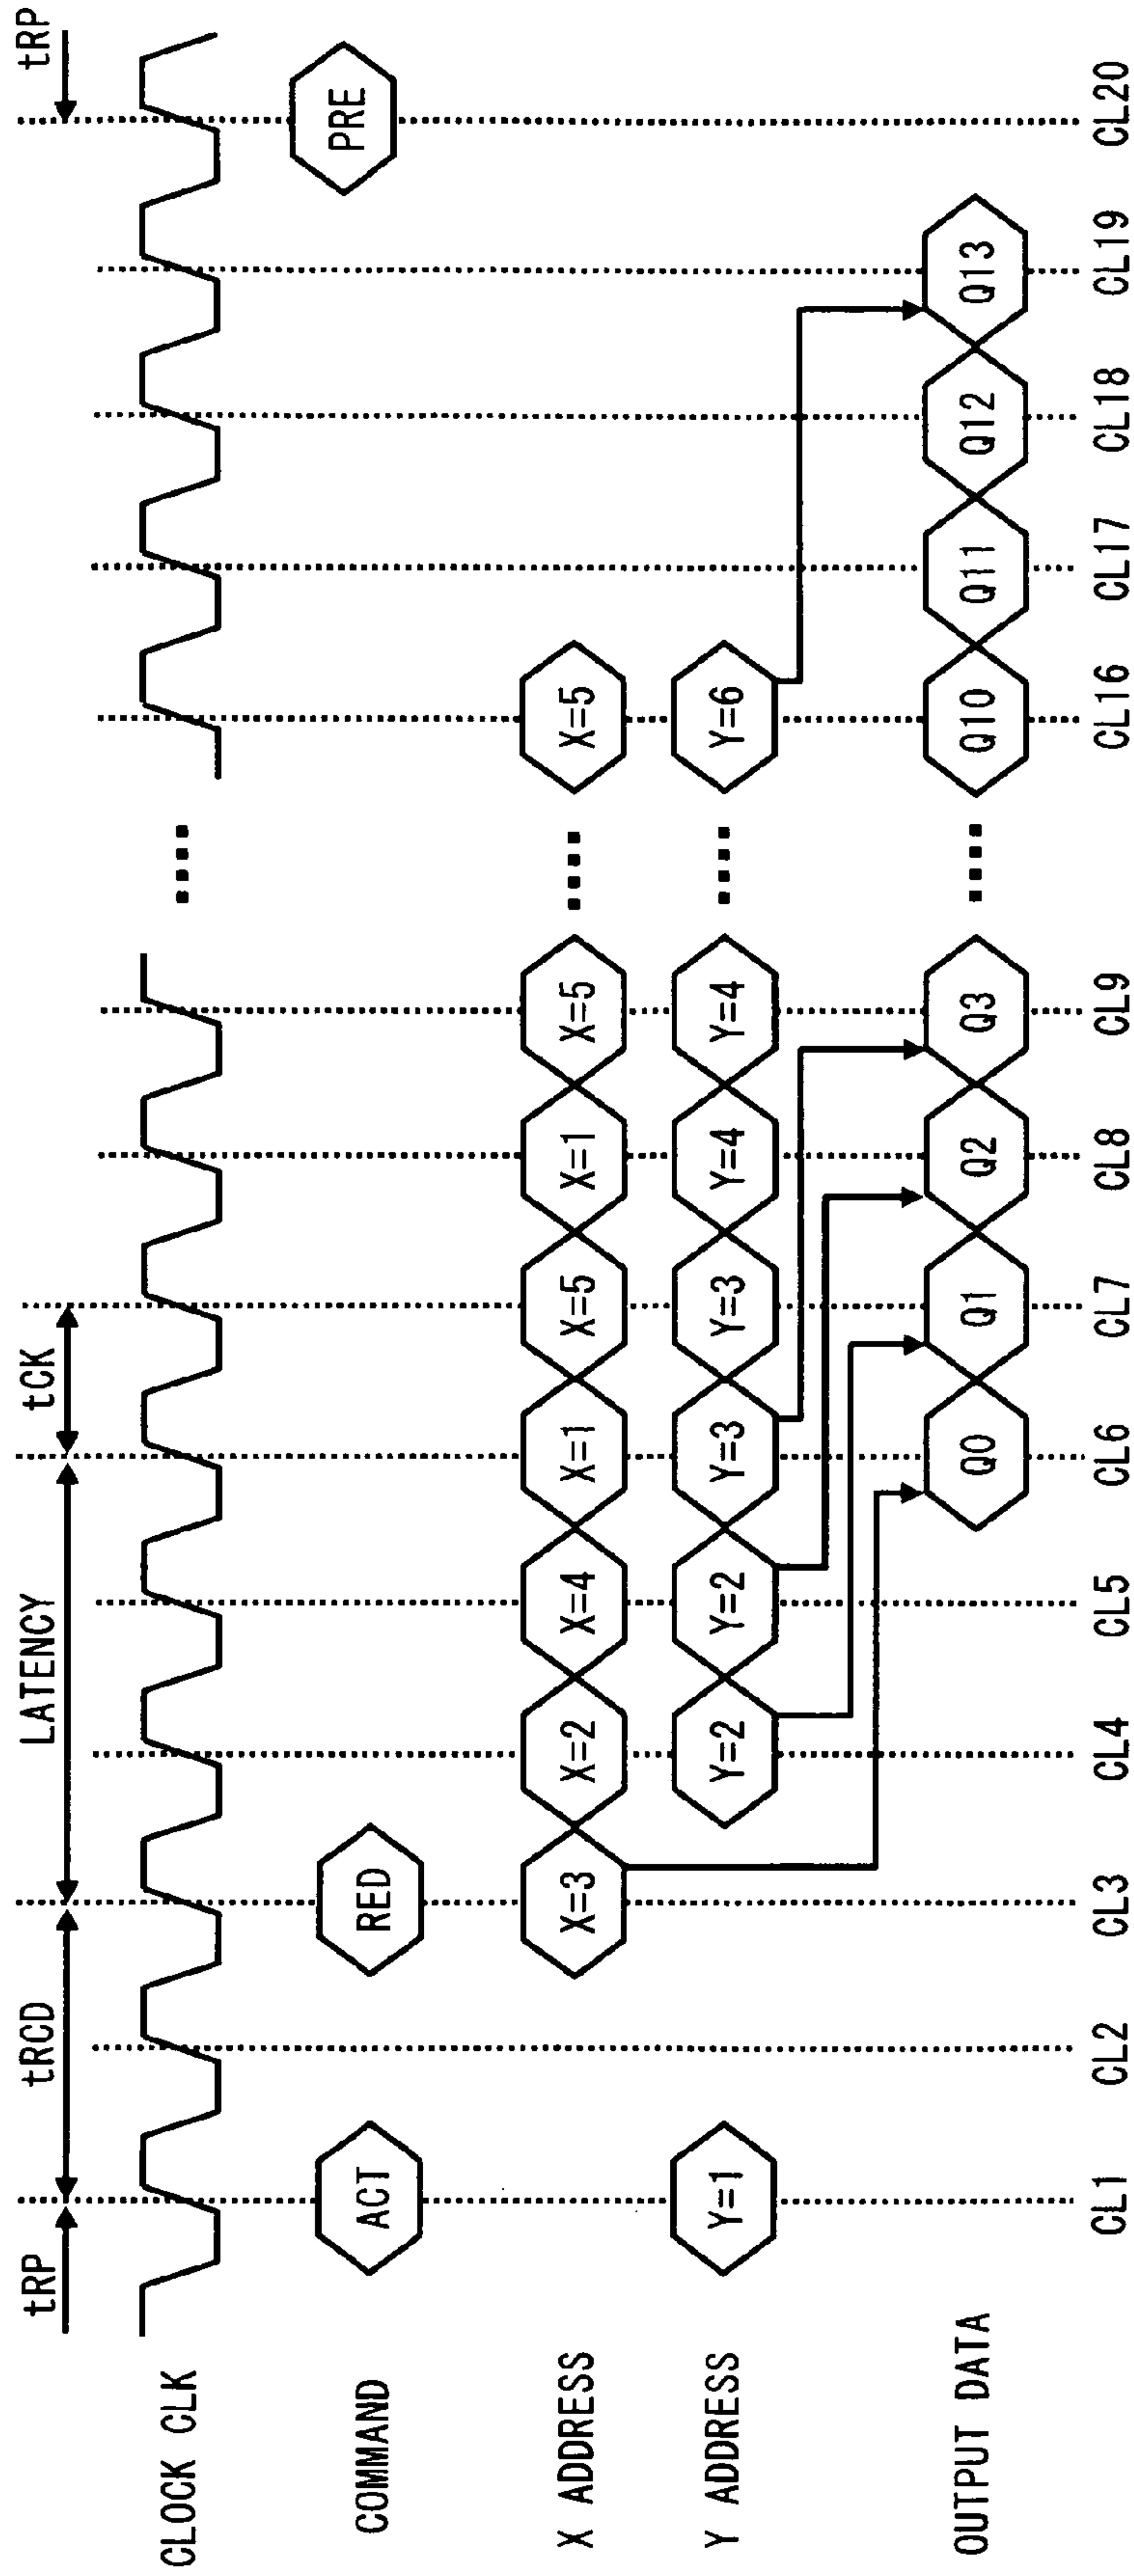 tRP tRCD LATENCY tCK tRP
CLOCK CLK
COMMAND ACT RED PRE
X ADDRESS X=3 X=2 X=4 X=1 X=5 X=1 X=5 X=5
Y ADDRESS Y=1 Y=2 Y=2 Y=3 Y=3 Y=4 Y=4 Y=6
OUTPUT DATA Q0 Q1 Q2 Q3 Q10 Q11 Q12 Q13
CL1 CL2 CL3 CL4 CL5 CL6 CL7 CL8 CL9 CL16 CL17 CL18 CL19 CL20